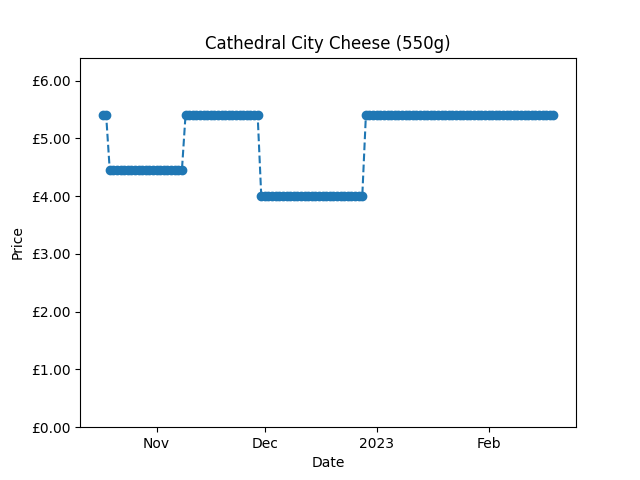 Cathedral City Cheese (550g)
£6.00
£5.00
£4.00
£3.00
£2.00
£1.00
£0.00
Price
Nov Dec 2023 Feb
Date